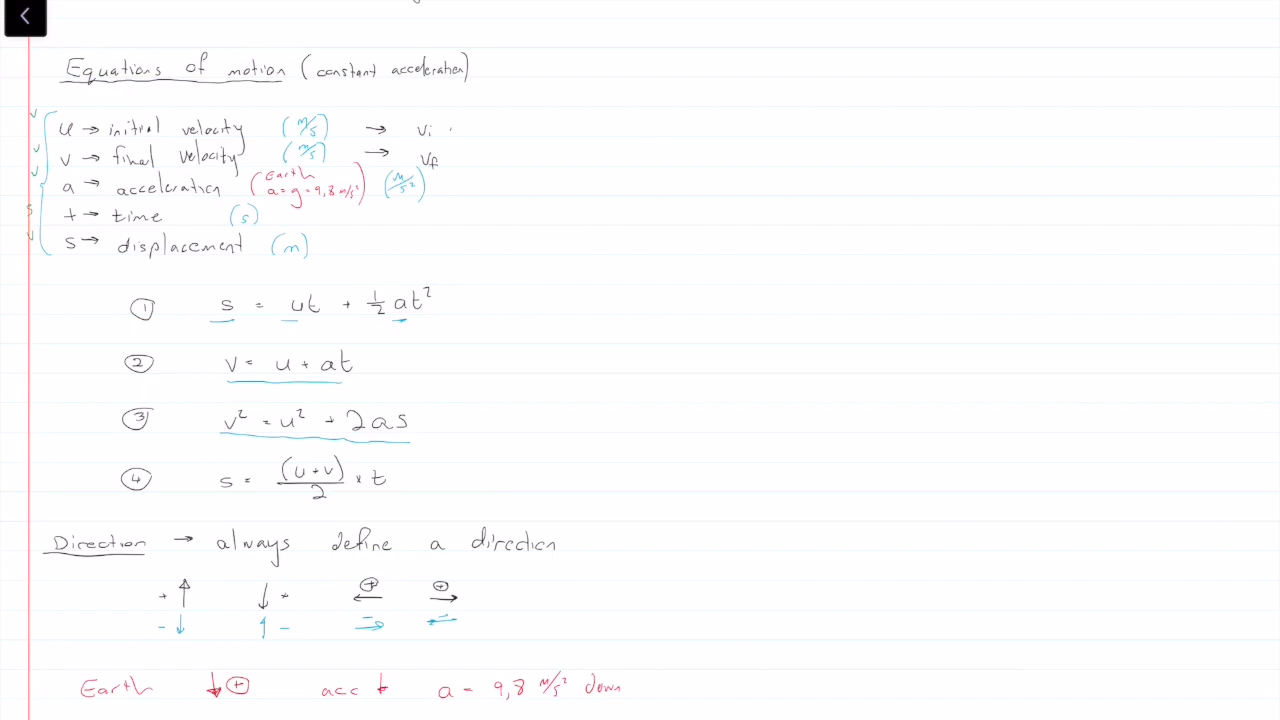 Equations of motion (constant acceleration)
v
u → initial velocity (m/s) → vi
v
v → final velocity (m/s) → vf
v
a → acceleration (Earth a = g = 9,8 m/s²) (m/s²)
s
t → time (s)
v
s → displacement (m)
① s = ut + ½ at²
② v = u + at
③ v² = u² + 2as
④ s = (u + v)/2 × t
Direction → always define a direction
+ ↑ ↓ + ⊕ ← ⊕ →
- ↓ ↑ - - → - ←
Earth ↓ ⊕ acc ↓ a = 9,8 m/s² down